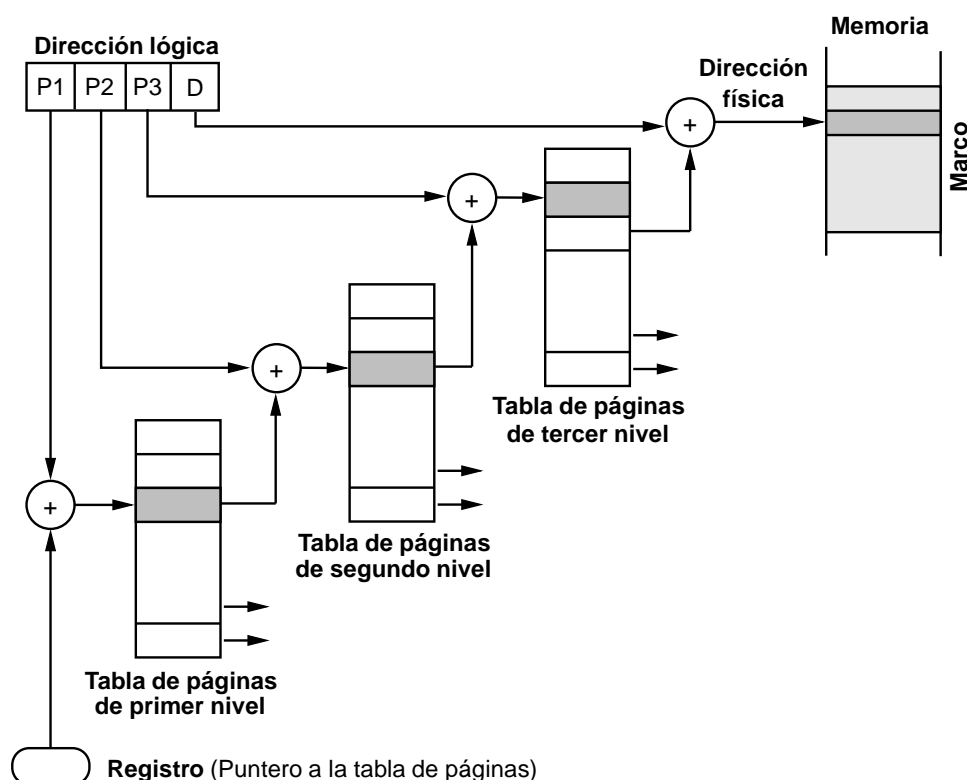 Memoria
Dirección lógica
P1 P2 P3 D
Dirección
física
+
Marco
+
+
Tabla de páginas
de tercer nivel
+
Tabla de páginas
de segundo nivel
Tabla de páginas
de primer nivel
Registro (Puntero a la tabla de páginas)